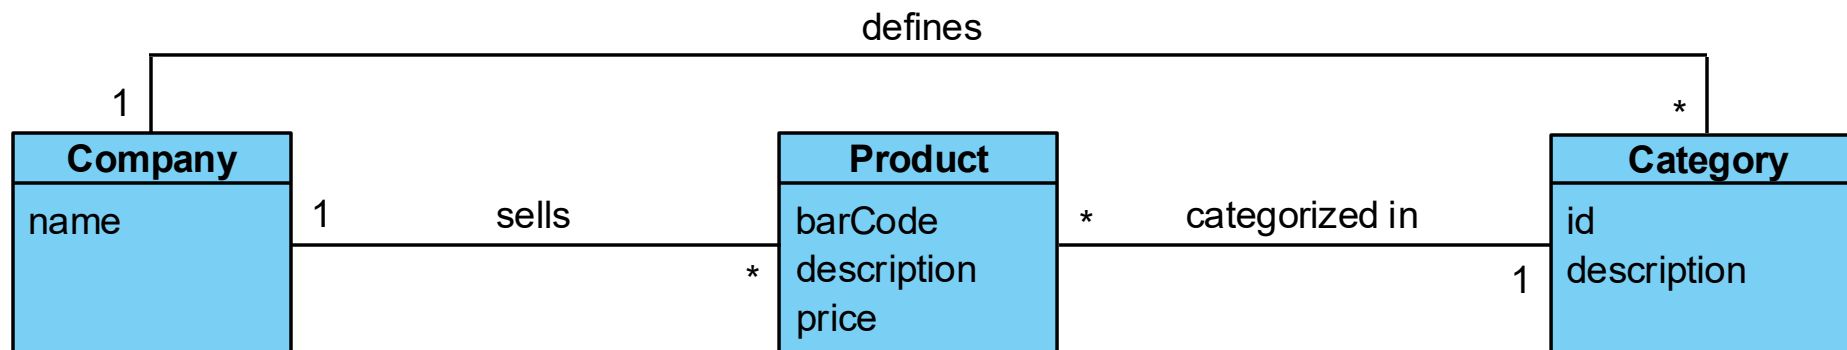 defines
1
*
Company
Product
Category
name
1
sells
*
barCode
description
price
*
categorized in
1
id
description